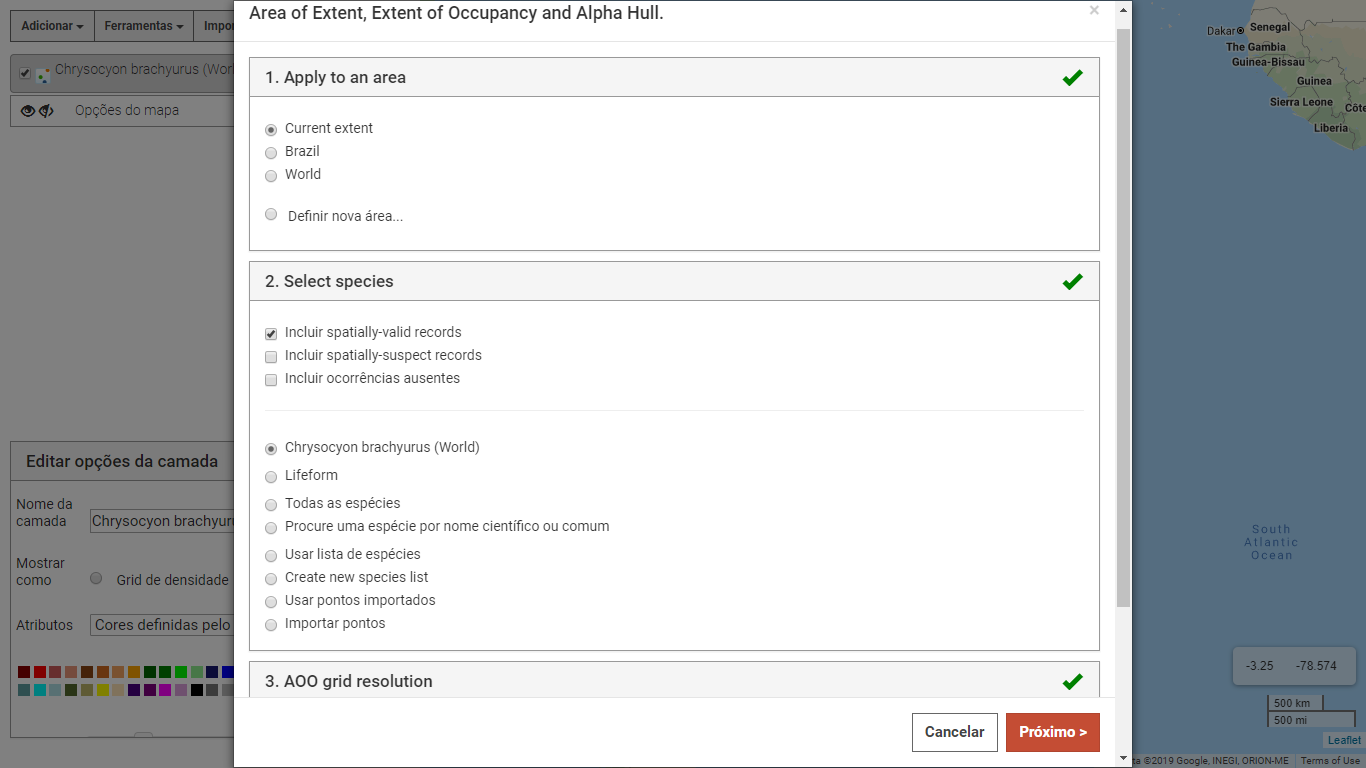 Area of Extent, Extent of Occupancy and Alpha Hull.
×
Adicionar
Ferramentas
Chrysocyon brachyurus
Opções do mapa
1. Apply to an area
Current extent
Brazil
World
Definir nova área...
2. Select species
Incluir spatially-valid records
Incluir spatially-suspect records
Incluir ocorrências ausentes
Chrysocyon brachyurus (World)
Lifeform
Todas as espécies
Procure uma espécie por nome científico ou comum
Usar lista de espécies
Create new species list
Usar pontos importados
Importar pontos
3. AOO grid resolution
Cancelar
Próximo >
Editar opções da camada
Nome da
camada
Chrysocyon
Mostrar
como
Grid de densidade
Atributos
Cores definidas pelo
Dakar
Senegal
The Gambia
Guinea-Bissau
Guinea
Sierra Leone
Côte
Liberia
South
Atlantic
Ocean
-3.25 -78.574
500 km
500 mi
Leaflet
©2019 Google, INEGI, ORION-ME
Terms of Use